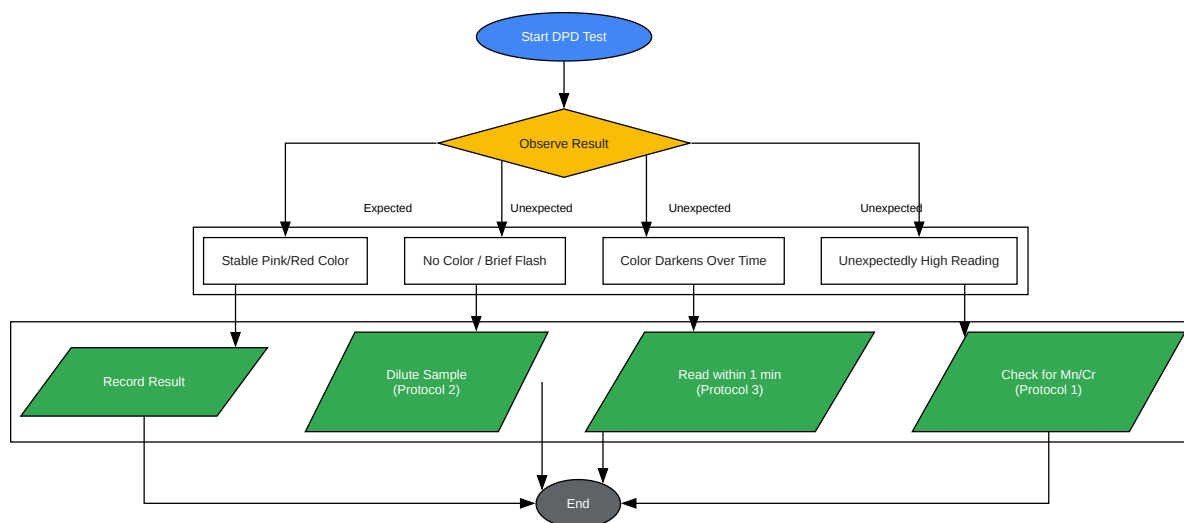 Start DPD Test
Observe Result
Expected
Unexpected
Unexpected
Unexpected
Stable Pink/Red Color
No Color / Brief Flash
Color Darkens Over Time
Unexpectedly High Reading
Record Result
Dilute Sample
(Protocol 2)
Read within 1 min
(Protocol 3)
Check for Mn/Cr
(Protocol 1)
End